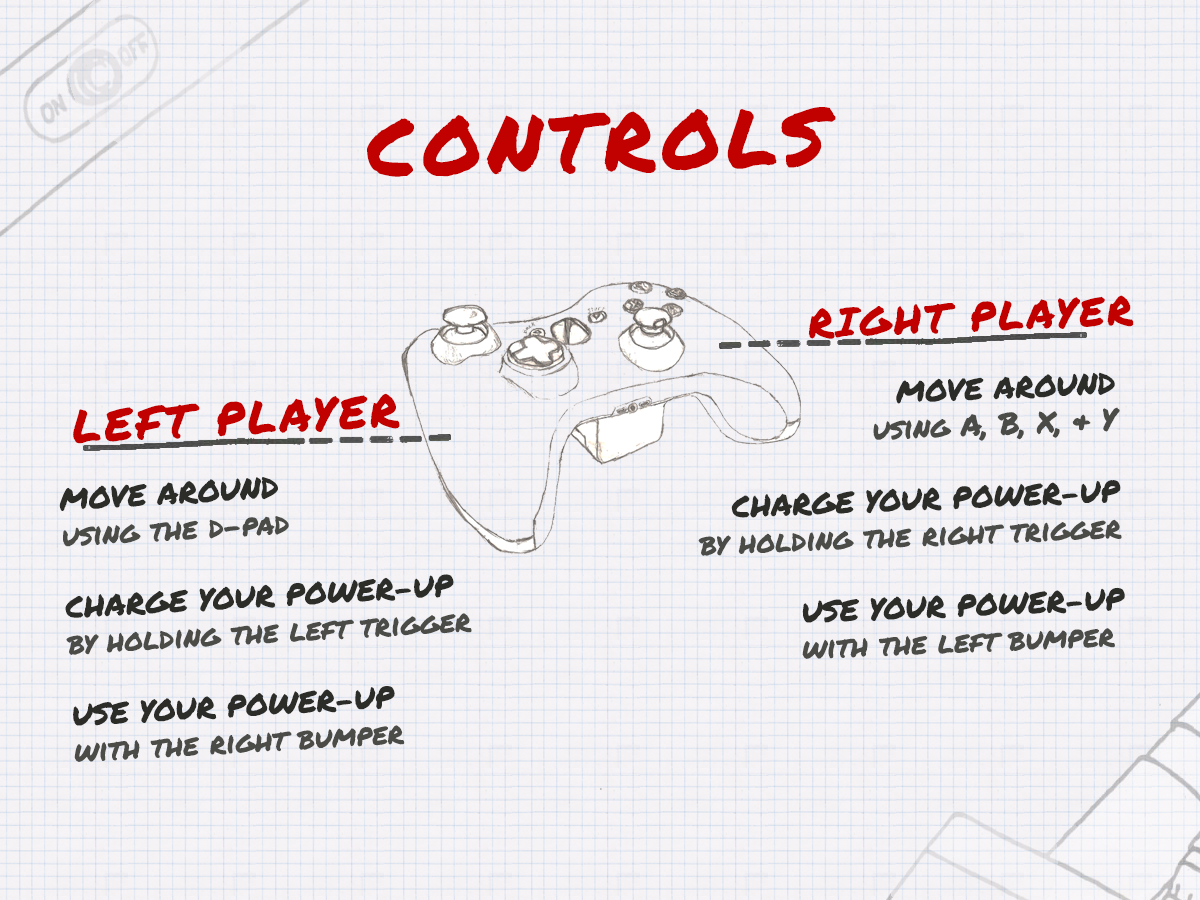 ON OFF
CONTROLS
LEFT PLAYER
MOVE AROUND
USING THE D-PAD
CHARGE YOUR POWER-UP
BY HOLDING THE LEFT TRIGGER
USE YOUR POWER-UP
WITH THE RIGHT BUMPER
RIGHT PLAYER
MOVE AROUND
USING A, B, X, + Y
CHARGE YOUR POWER-UP
BY HOLDING THE RIGHT TRIGGER
USE YOUR POWER-UP
WITH THE LEFT BUMPER